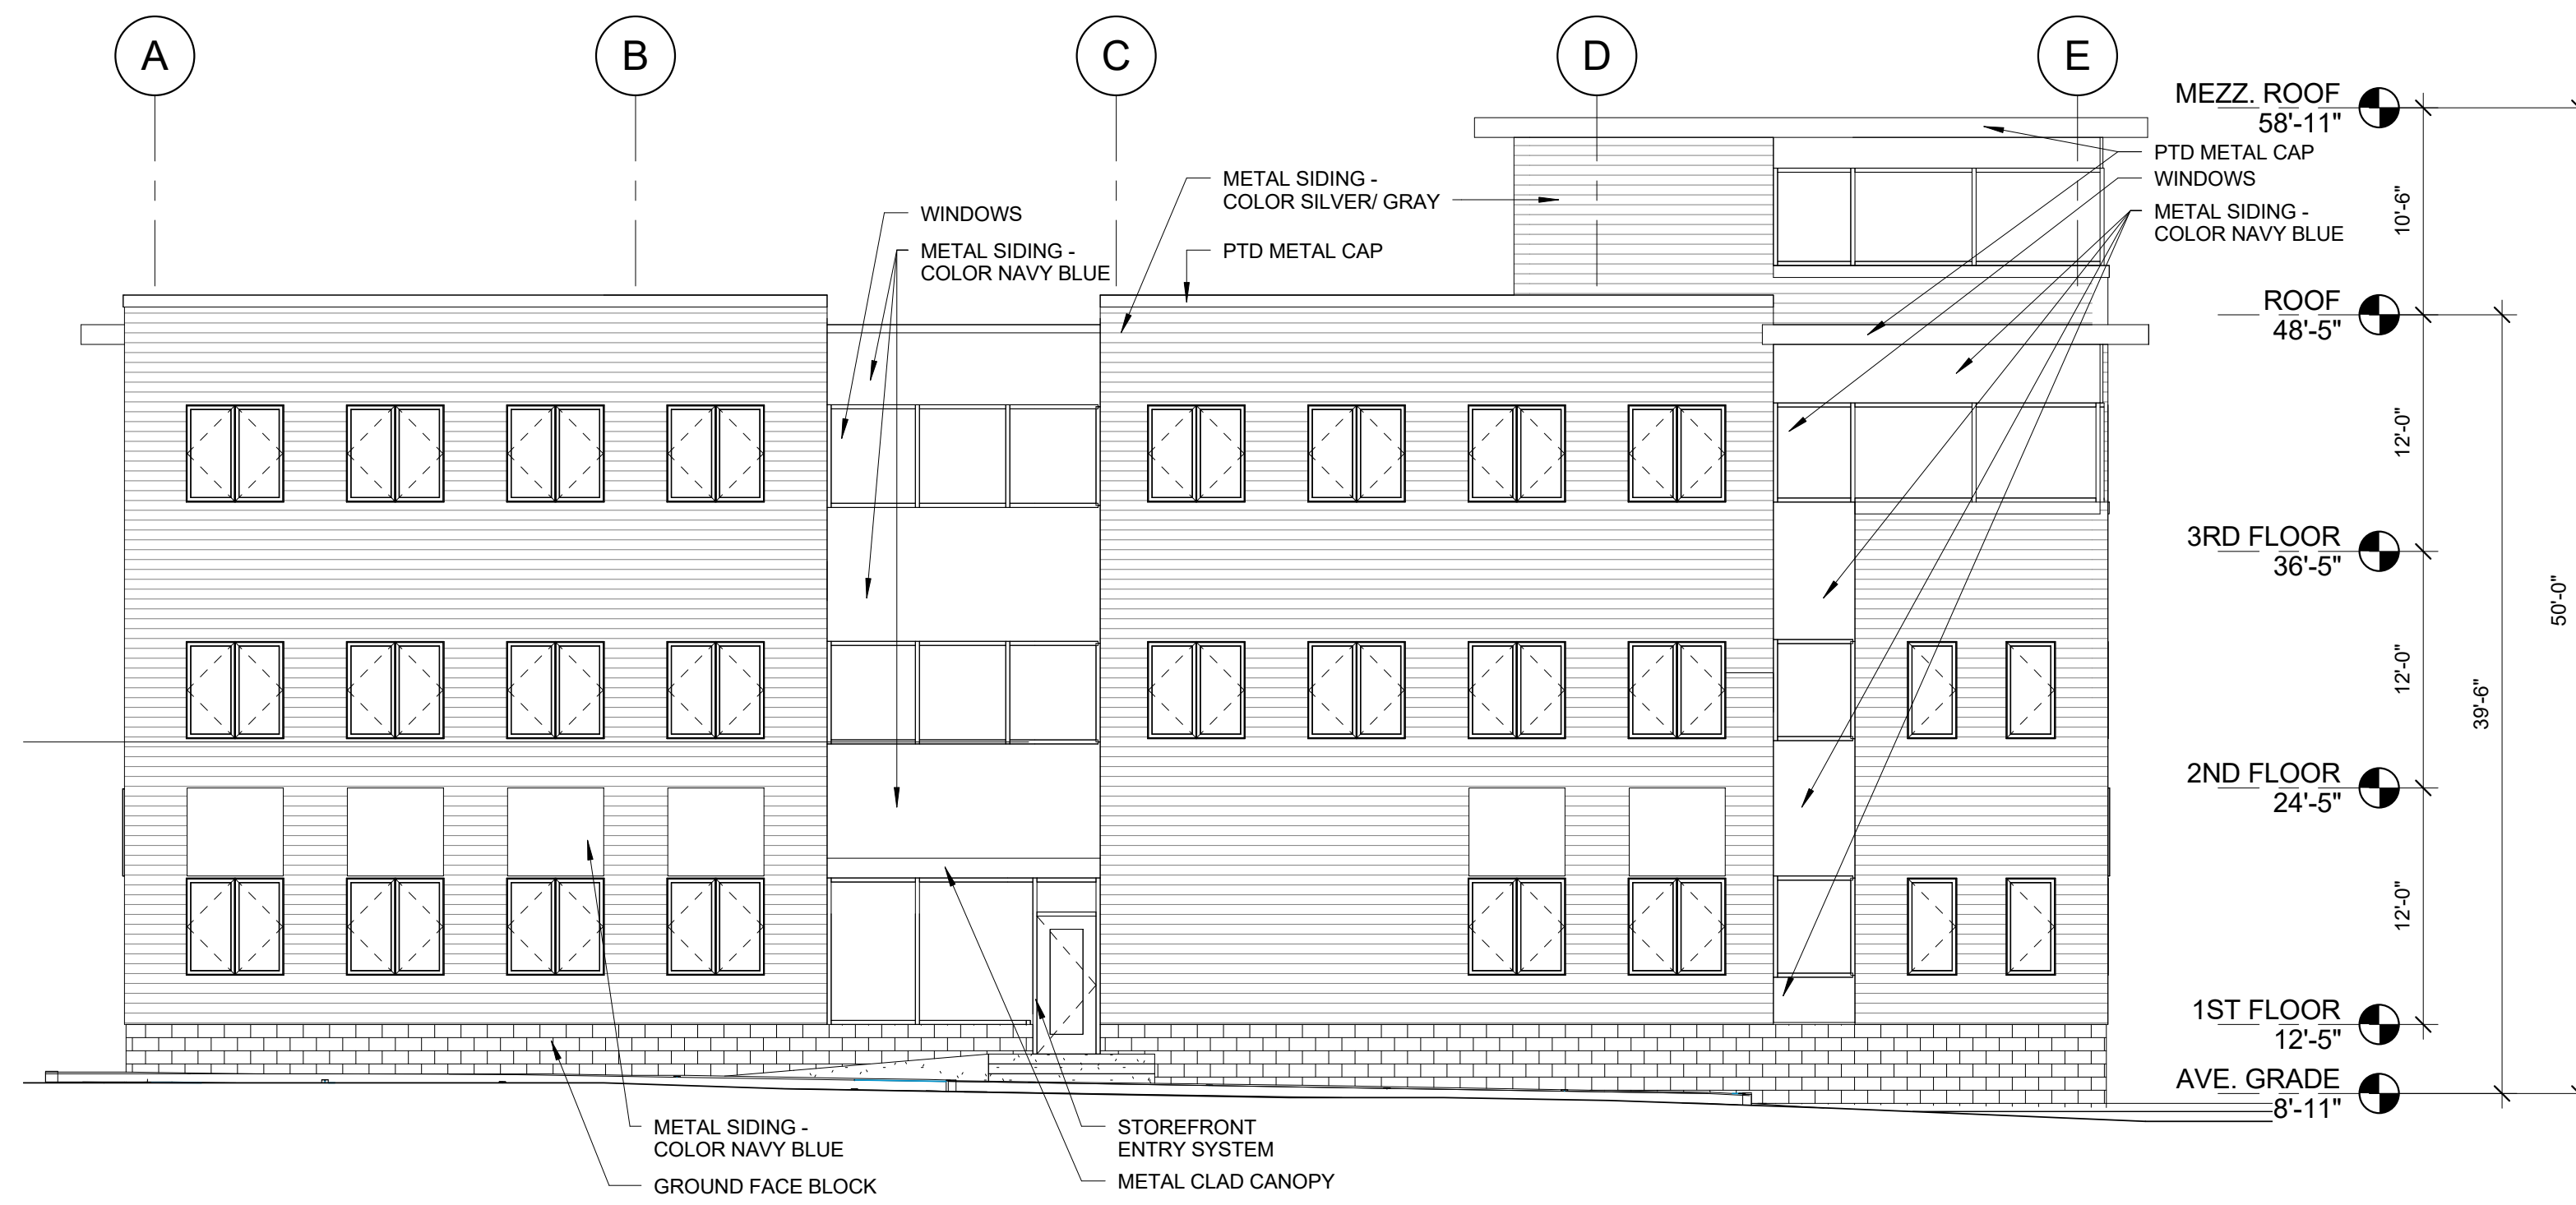 A
B
C
D
E
MEZZ. ROOF
58'-11"
PTD METAL CAP
WINDOWS
METAL SIDING -
COLOR NAVY BLUE
METAL SIDING -
COLOR SILVER/ GRAY
PTD METAL CAP
WINDOWS
METAL SIDING -
COLOR NAVY BLUE
10'-6"
ROOF
48'-5"
12'-0"
3RD FLOOR
36'-5"
50'-0"
12'-0"
39'-6"
2ND FLOOR
24'-5"
12'-0"
1ST FLOOR
12'-5"
AVE. GRADE
8'-11"
METAL SIDING -
COLOR NAVY BLUE
GROUND FACE BLOCK
STOREFRONT
ENTRY SYSTEM
METAL CLAD CANOPY